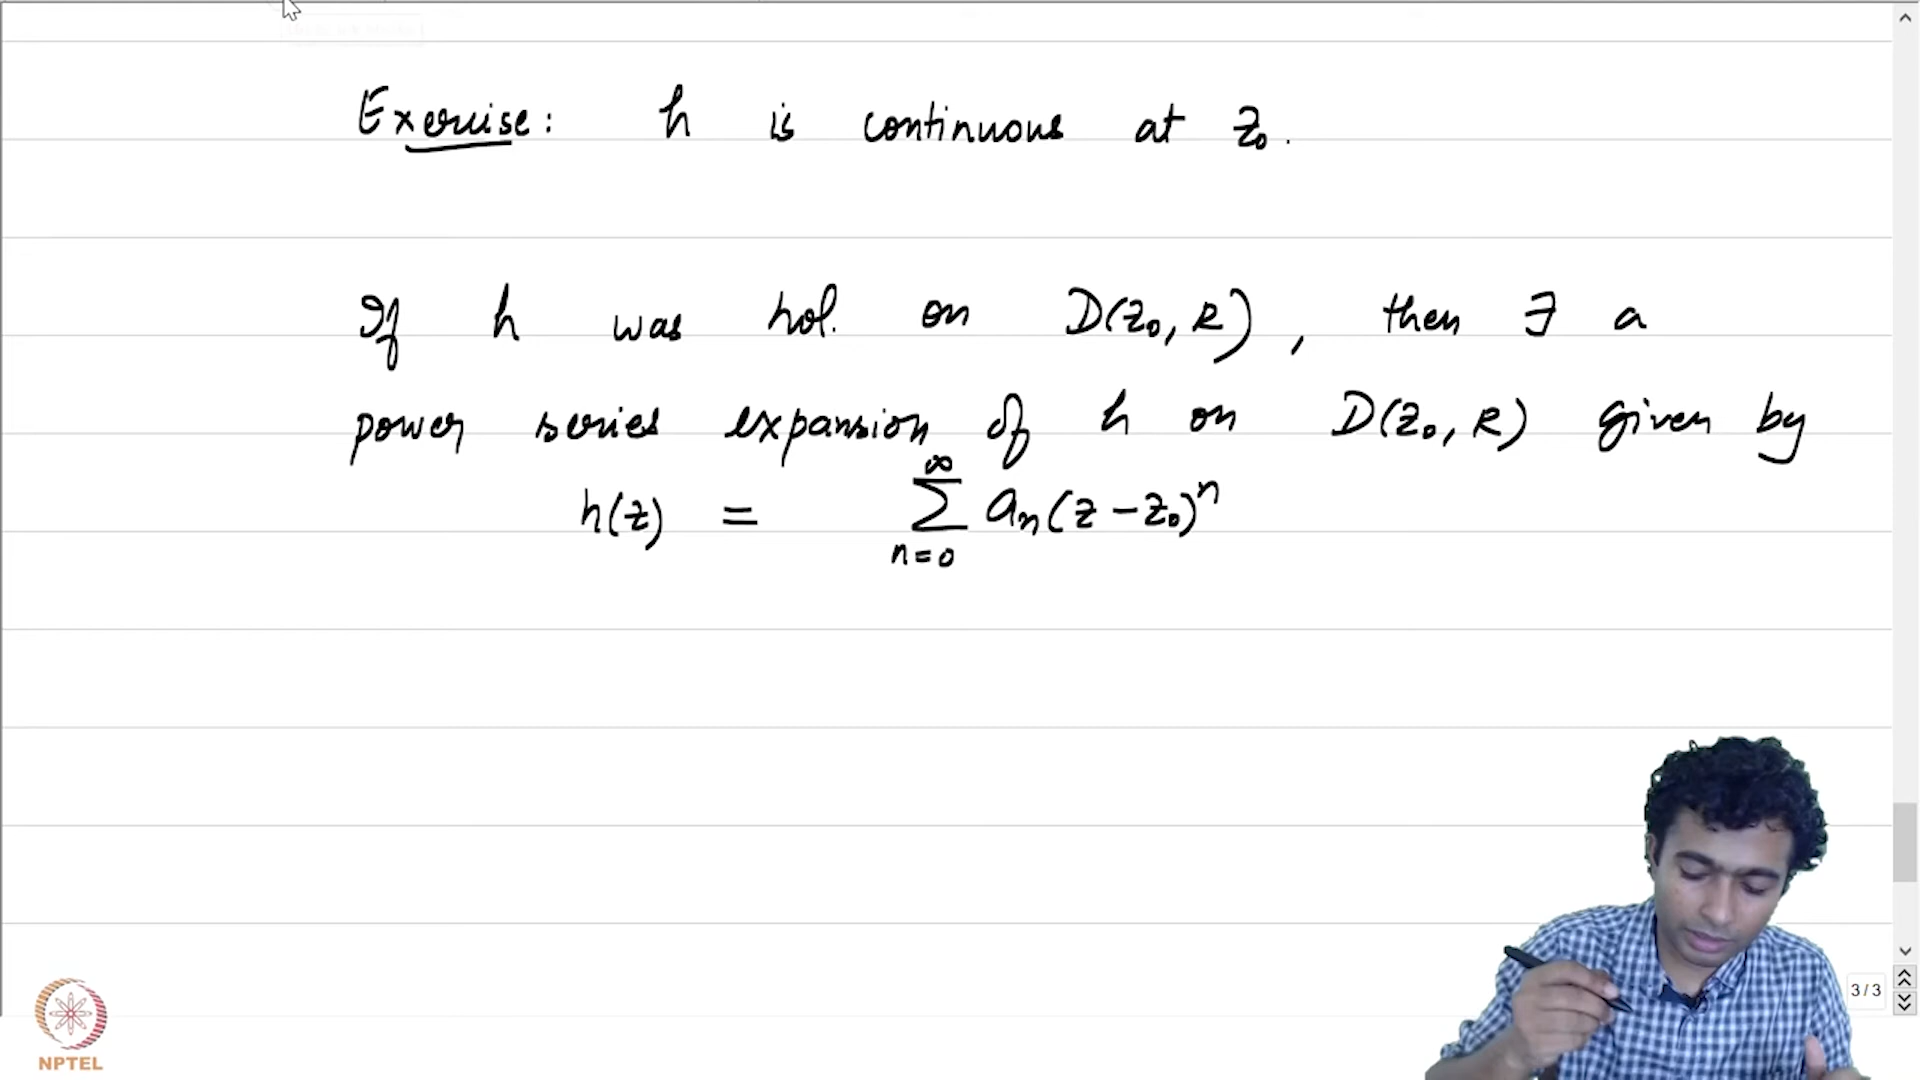 Exercise: h is continuous at z₀.
If h was hol. on D(z₀, R), then ∃ a
power series expansion of h on D(z₀, R) given by
h(z) = ∑_{n=0}^{∞} aₙ(z - z₀)ⁿ
3 / 3
NPTEL